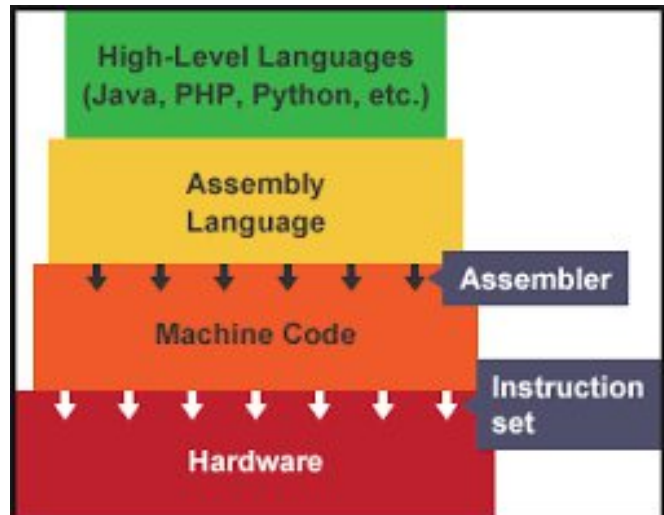 High-Level Languages
(Java, PHP, Python, etc.)
Assembly
Language
Assembler
Machine Code
Instruction
set
Hardware